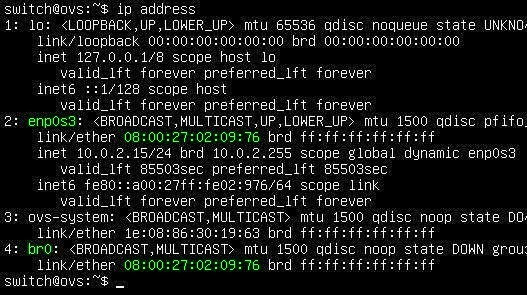 switch@ovs:~$ ip address
1: lo: <LOOPBACK,UP,LOWER_UP> mtu 65536 qdisc noqueue state UNKNO
link/loopback 00:00:00:00:00:00 brd 00:00:00:00:00:00
inet 127.0.0.1/8 scope host lo
valid_lft forever preferred_lft forever
inet6 ::1/128 scope host
valid_lft forever preferred_lft forever
2: enp0s3: <BROADCAST,MULTICAST,UP,LOWER_UP> mtu 1500 qdisc pfifo_
link/ether 08:00:27:02:09:76 brd ff:ff:ff:ff:ff:ff
inet 10.0.2.15/24 brd 10.0.2.255 scope global dynamic enp0s3
valid_lft 85503sec preferred_lft 85503sec
inet6 fe80::a00:27ff:fe02:976/64 scope link
valid_lft forever preferred_lft forever
3: ovs-system: <BROADCAST,MULTICAST> mtu 1500 qdisc noop state DO
link/ether 1e:08:86:30:19:63 brd ff:ff:ff:ff:ff:ff
4: br0: <BROADCAST,MULTICAST> mtu 1500 qdisc noop state DOWN grou
link/ether 08:00:27:02:09:76 brd ff:ff:ff:ff:ff:ff
switch@ovs:~$ _